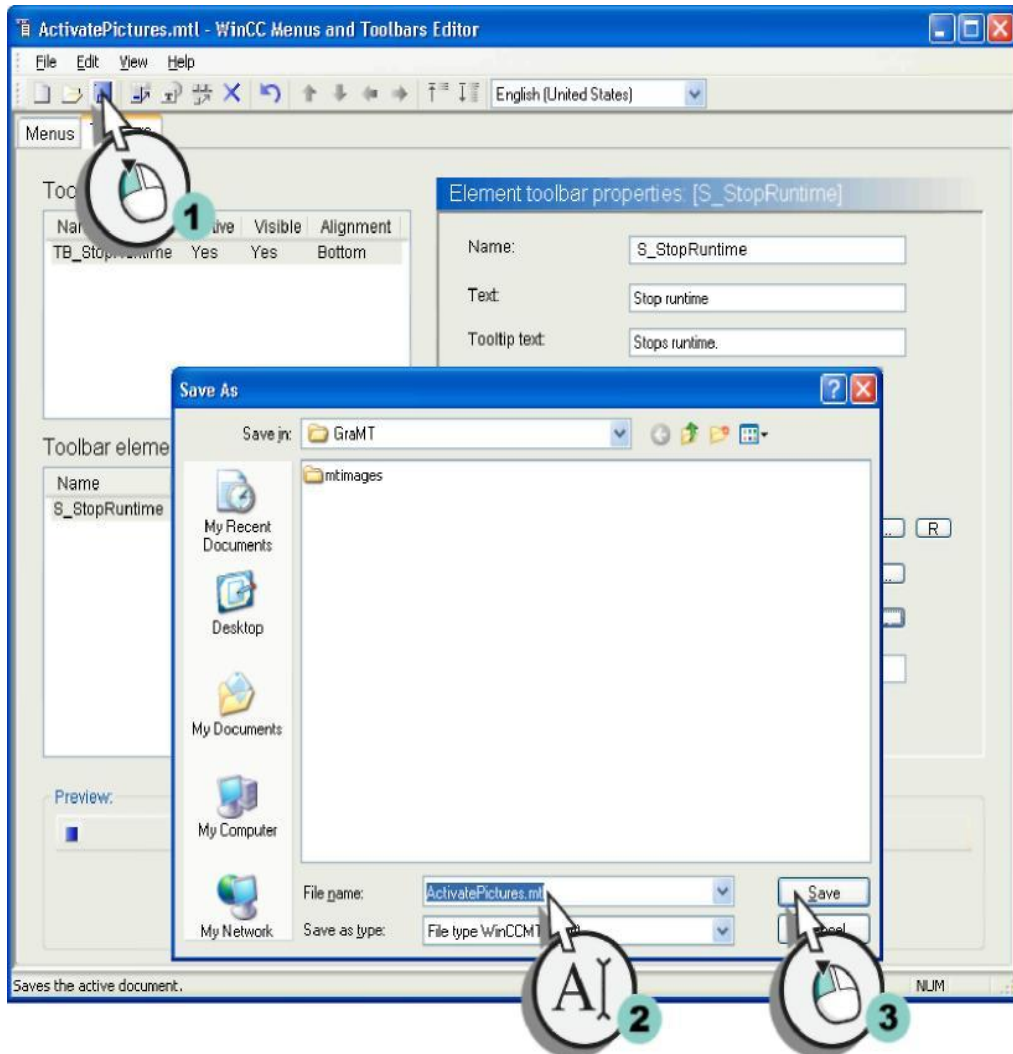 ActivatePictures.mtl - WinCC Menus and Toolbars Editor
File Edit View Help
English (United States)
Menus
Element toolbar properties: [S_StopRuntime]
Visible Alignment
TB_StopRuntime Yes Yes Bottom
Name: S_StopRuntime
Text: Stop runtime
Tooltip text: Stops runtime.
1
Save As
Save in: GraMT
mtimages
Toolbar
Name
S_StopRuntime
My Recent
Documents
R
Desktop
My Documents
My Computer
My Network
Preview:
File name: ActivatePictures.mtl Save
Save as type: File type WinCCMT
Saves the active document. NUM
A
2
3